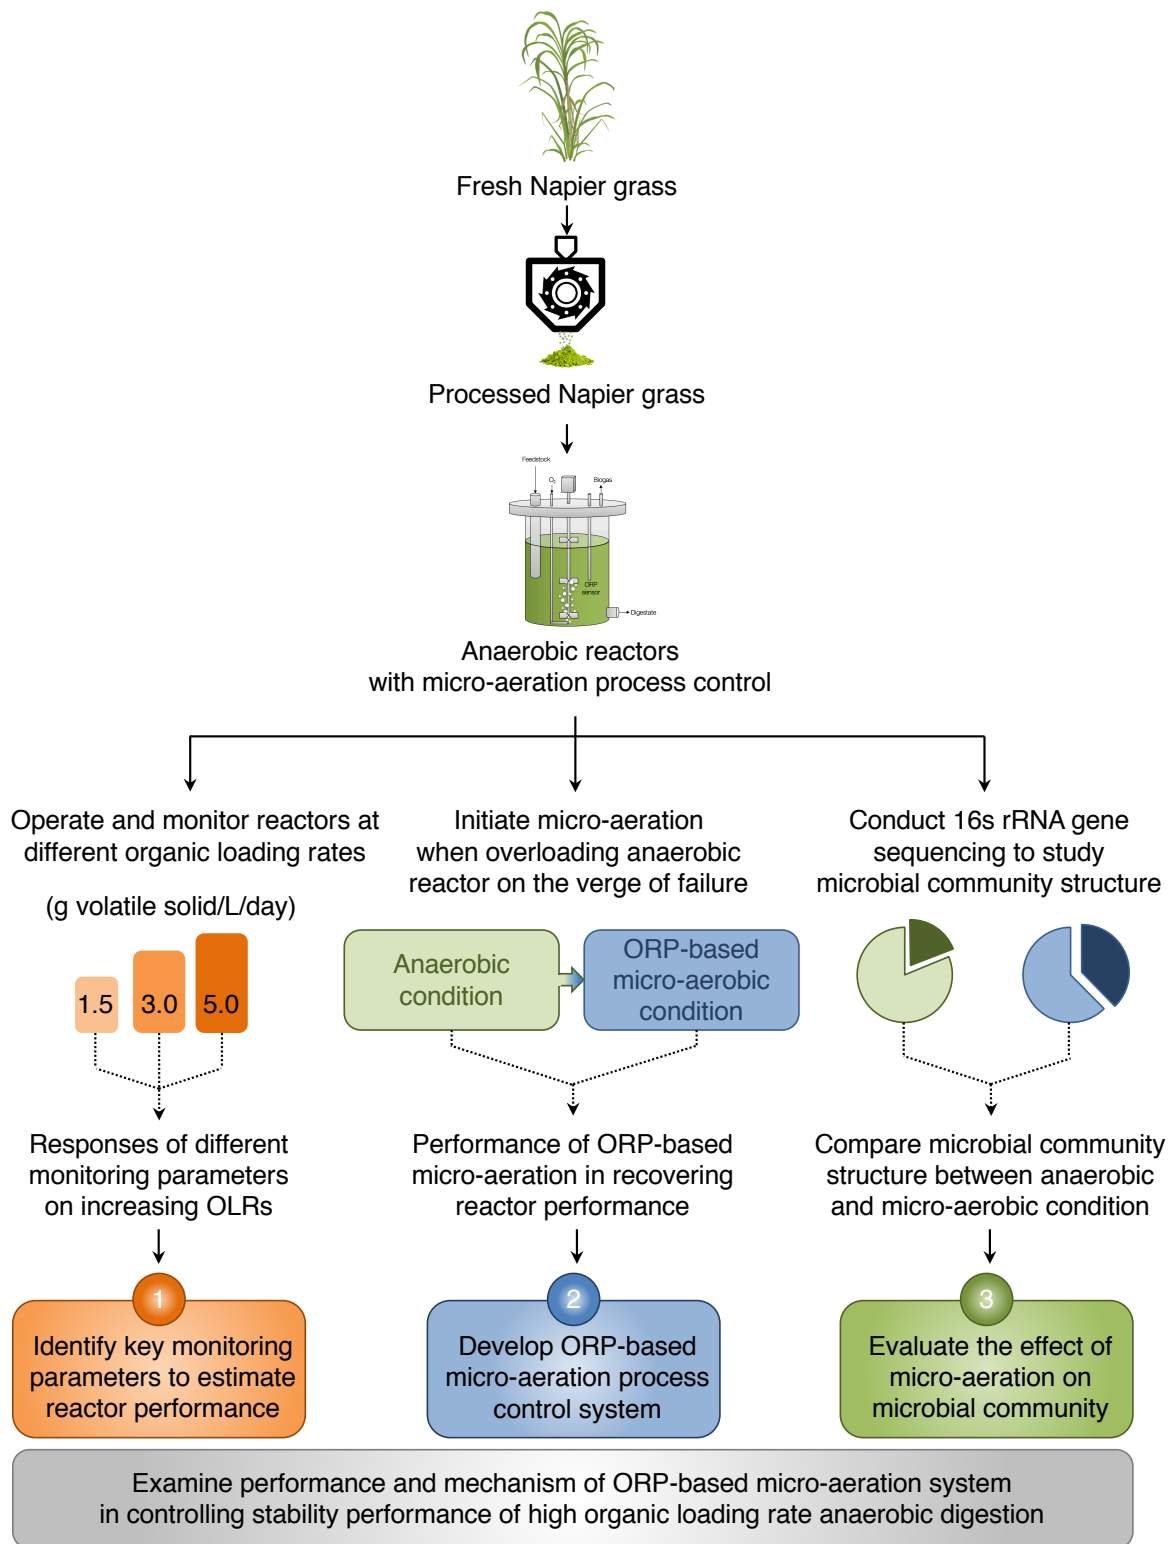 Fresh Napier grass
Processed Napier grass
Feedstock
O₂
Biogas
ORP
sensor
Digestate
Anaerobic reactors
with micro-aeration process control
Operate and monitor reactors at
different organic loading rates
(g volatile solid/L/day)
1.5
3.0
5.0
Responses of different
monitoring parameters
on increasing OLRs
1
Identify key monitoring
parameters to estimate
reactor performance
Initiate micro-aeration
when overloading anaerobic
reactor on the verge of failure
Anaerobic
condition
ORP-based
micro-aerobic
condition
Performance of ORP-based
micro-aeration in recovering
reactor performance
2
Develop ORP-based
micro-aeration process
control system
Conduct 16s rRNA gene
sequencing to study
microbial community structure
Compare microbial community
structure between anaerobic
and micro-aerobic condition
3
Evaluate the effect of
micro-aeration on
microbial community
Examine performance and mechanism of ORP-based micro-aeration system
in controlling stability performance of high organic loading rate anaerobic digestion